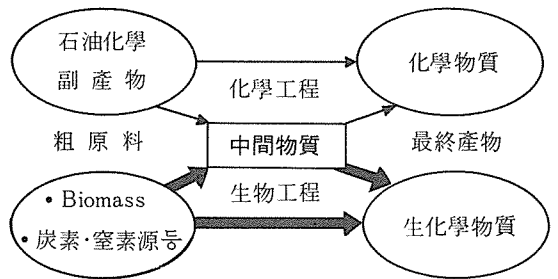 石油化學
副產物
化學工程
化學物質
粗原料
中間物質
最終產物
• Biomass
• 炭素·窒素源등
生物工程
生化學物質